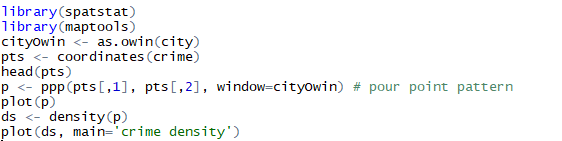 library(spatstat)
library(maptools)
cityOwin <- as.owin(city)
pts <- coordinates(crime)
head(pts)
p <- ppp(pts[,1], pts[,2], window=cityOwin) # pour point pattern
plot(p)
ds <- density(p)
plot(ds, main='crime density')